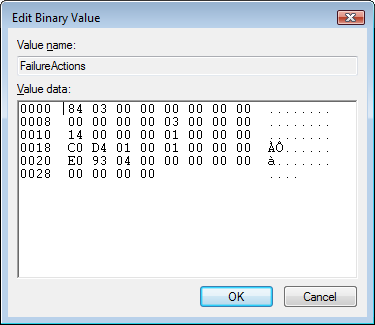 Edit Binary Value
Value name:
FailureActions
Value data:
0000 84 03 00 00 00 00 00 00 ........
0008 00 00 00 00 03 00 00 00 ........
0010 14 00 00 00 01 00 00 00 ........
0018 C0 D4 01 00 01 00 00 00 ÀÔ......
0020 E0 93 04 00 00 00 00 00 à.......
0028 00 00 00 00 ....
OK Cancel